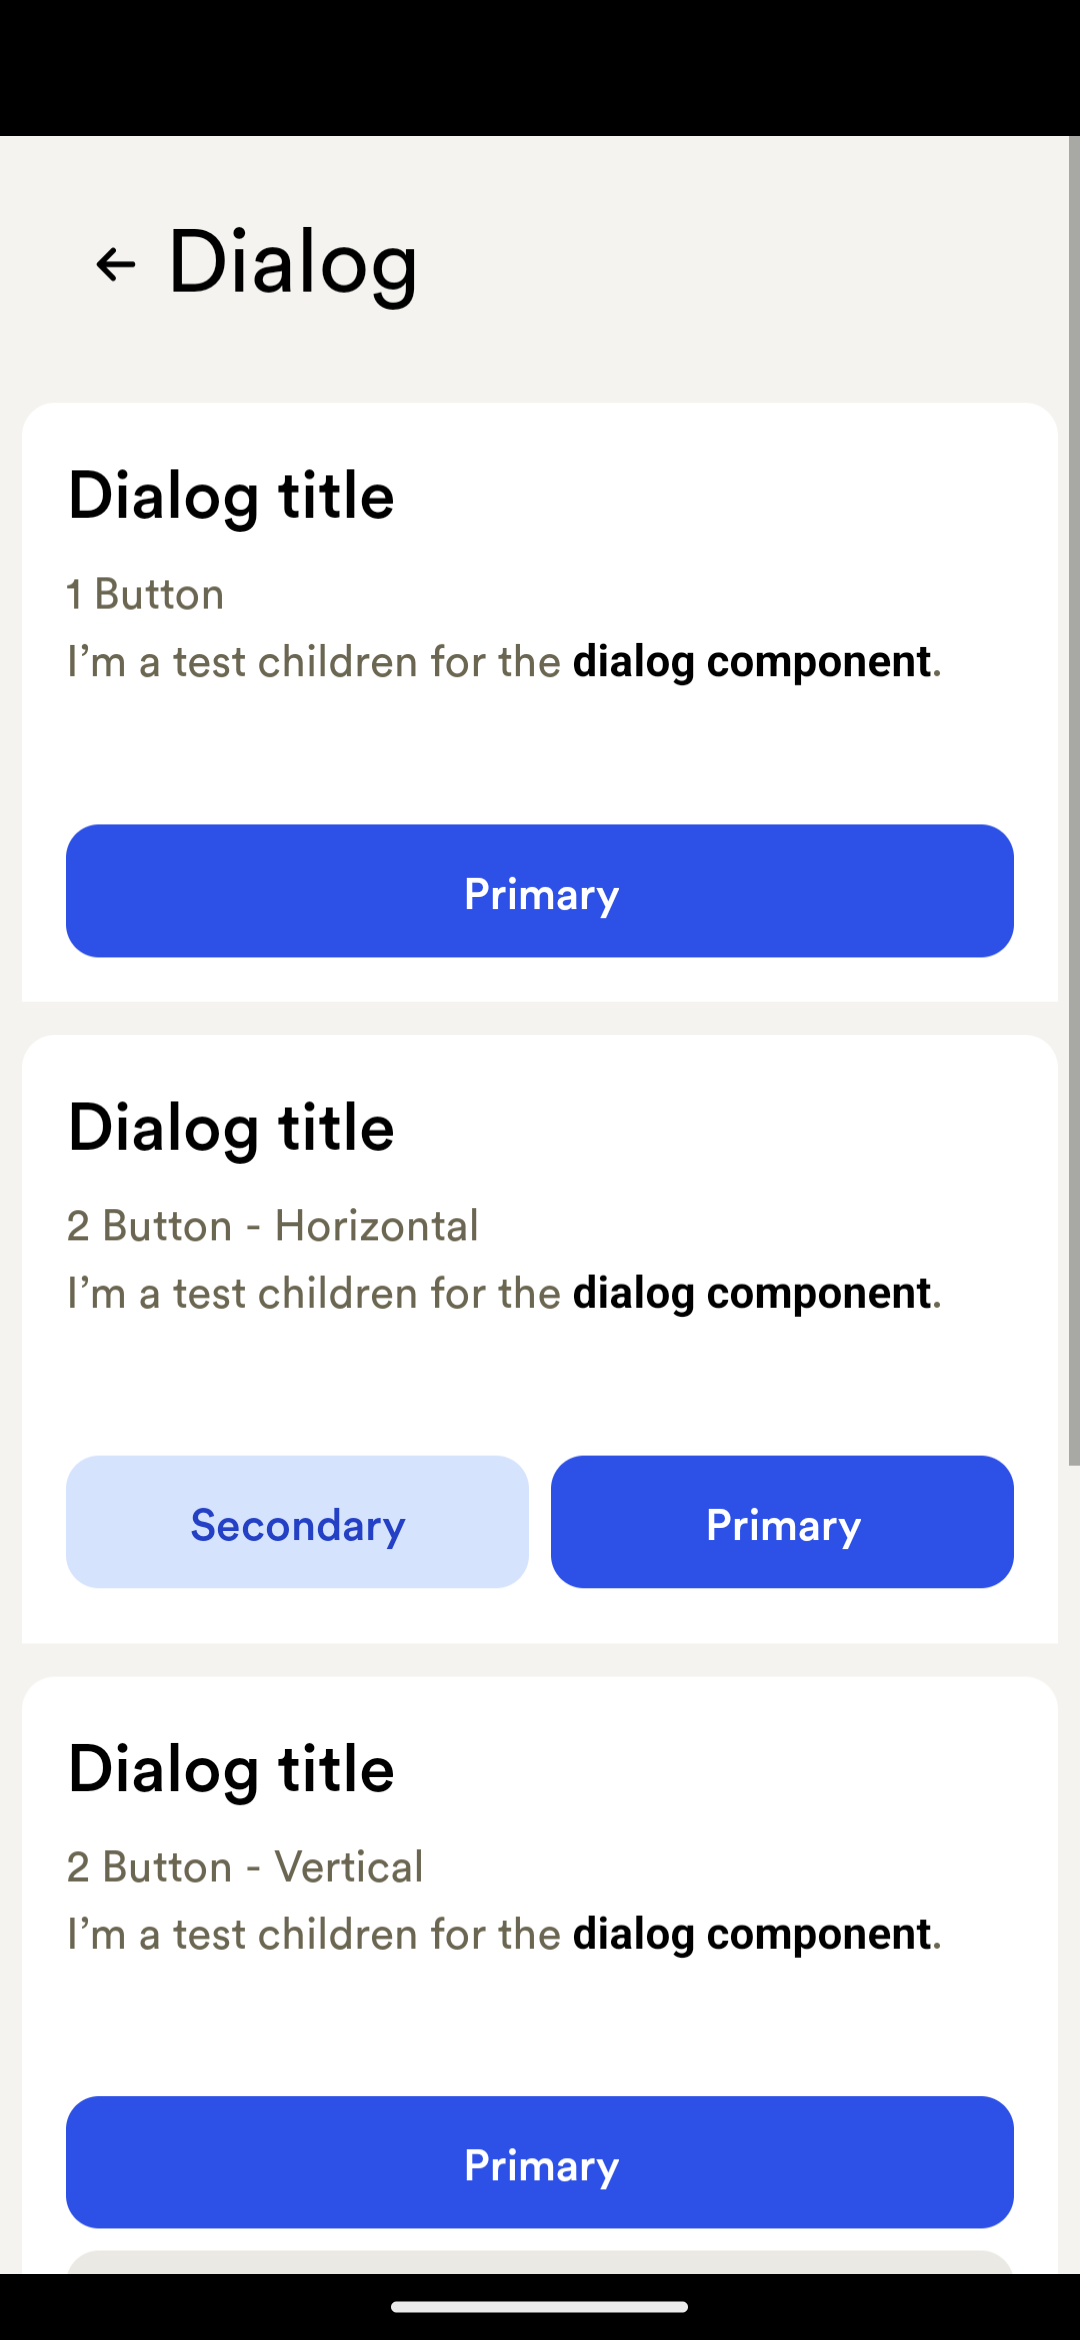 Dialog
Dialog title
1 Button
I’m a test children for the dialog component.
Primary
Dialog title
2 Button - Horizontal
I’m a test children for the dialog component.
Secondary Primary
Dialog title
2 Button - Vertical
I’m a test children for the dialog component.
Primary